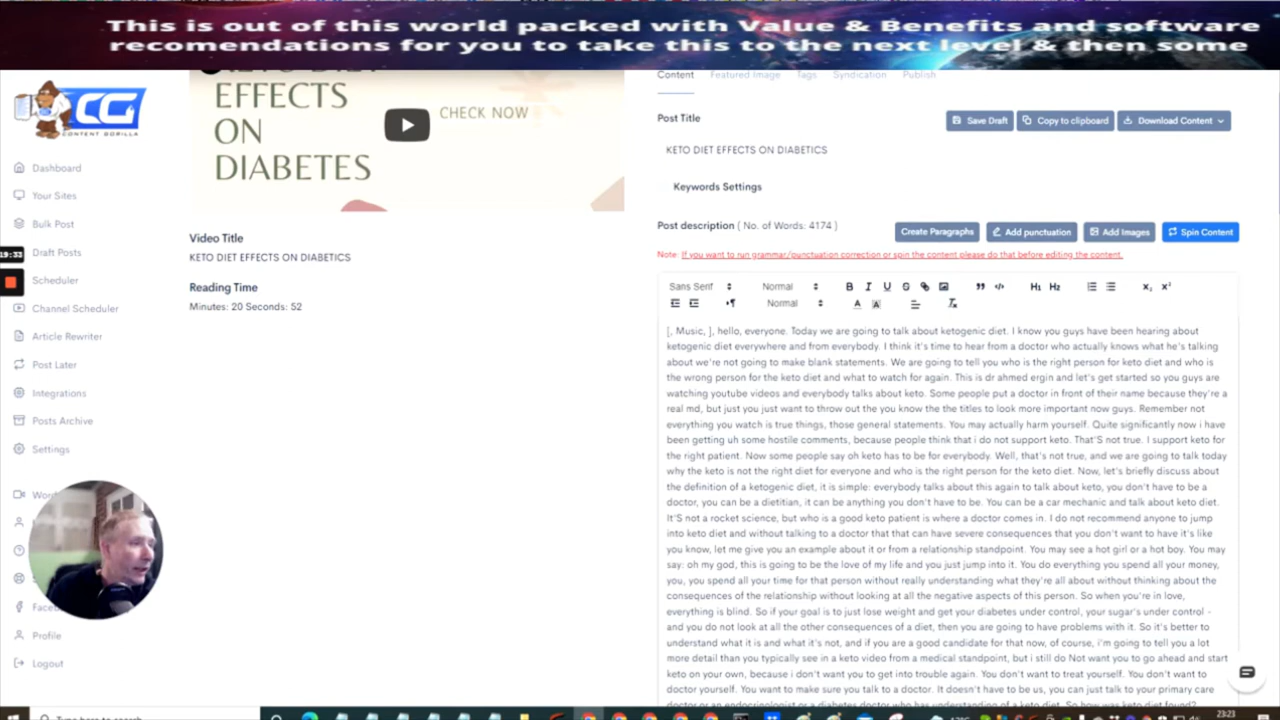 This is out of this world packed with Value & Benefits and software
recomendations for you to take this to the next level & then some
CG
CONTENT GORILLA
Dashboard
Your Sites
Bulk Post
Draft Posts
Scheduler
Channel Scheduler
Article Rewriter
Post Later
Integrations
Posts Archive
Settings
Profile
Logout
19:33
EFFECTS
ON
DIABETES
CHECK NOW
Video Title
KETO DIET EFFECTS ON DIABETICS
Reading Time
Minutes: 20 Seconds: 52
Content Featured Image Tags Syndication Publish
Post Title
Save Draft Copy to clipboard Download Content
KETO DIET EFFECTS ON DIABETICS
Keywords Settings
Post description ( No. of Words: 4174 )
Create Paragraphs Add punctuation Add Images Spin Content
Note: If you want to run grammar/punctuation correction or spin the content please do that before editing the content.
Sans Serif Normal B I U S H1 H2
Normal
[, Music, ], hello, everyone. Today we are going to talk about ketogenic diet. I know you guys have been hearing about
ketogenic diet everywhere and from everybody. I think it's time to hear from a doctor who actually knows what he's talking
about we're not going to make blank statements. We are going to tell you who is the right person for keto diet and who is
the wrong person for the keto diet and what to watch for again. This is dr ahmed ergin and let's get started so you guys are
watching youtube videos and everybody talks about keto. Some people put a doctor in front of their name because they're a
real md, but just you just want to throw out the you know the the titles to look more important now guys. Remember not
everything you watch is true things, those general statements. You may actually harm yourself. Quite significantly now i have
been getting uh some hostile comments, because people think that i do not support keto. That'S not true. I support keto for
the right patient. Now some people say oh keto has to be for everybody. Well, that's not true, and we are going to talk today
why the keto is not the right diet for everyone and who is the right person for the keto diet. Now, let's briefly discuss about
the definition of a ketogenic diet, it is simple: everybody talks about this again to talk about keto, you don't have to be a
doctor, you can be a dietitian, it can be anything you don't have to be. You can be a car mechanic and talk about keto diet.
It'S not a rocket science, but who is a good keto patient is where a doctor comes in. I do not recommend anyone to jump
into keto diet and without talking to a doctor that that can have severe consequences that you don't want to have it's like
you know, let me give you an example about it or from a relationship standpoint. You may see a hot girl or a hot boy. You may
say: oh my god, this is going to be the love of my life and you just jump into it. You do everything you spend all your money,
you, you spend all your time for that person without really understanding what they're all about without thinking about the
consequences of the relationship without looking at all the negative aspects of this person. So when you're in love,
everything is blind. So if your goal is to just lose weight and get your diabetes under control, your sugar's under control -
and you do not look at all the other consequences of a diet, then you are going to have problems with it. So it's better to
understand what it is and what it's not, and if you are a good candidate for that now, of course, i'm going to tell you a lot
more detail than you typically see in a keto video from a medical standpoint, but i still do Not want you to go ahead and start
keto on your own, because i don't want you to get into trouble again. You don't want to treat yourself. You don't want to
doctor yourself. You want to make sure you talk to a doctor. It doesn't have to be us, you can just talk to your primary care
23:23